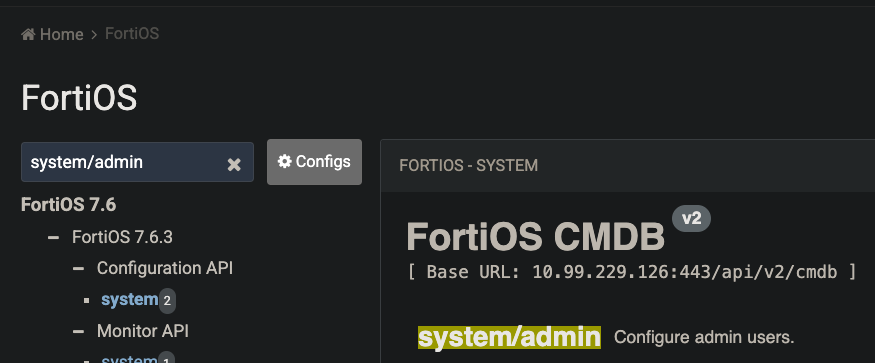 Home > FortiOS
FortiOS
system/admin
Configs
FortiOS 7.6
FortiOS 7.6.3
Configuration API
system 2
Monitor API
system 1
FORTIOS - SYSTEM
FortiOS CMDB v2
[ Base URL: 10.99.229.126:443/api/v2/cmdb ]
system/admin Configure admin users.